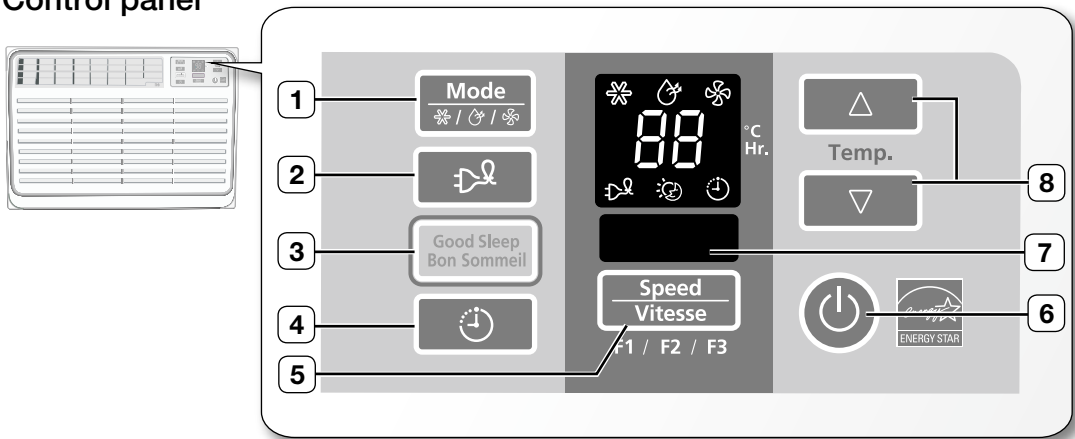 Control panel
1
Mode
/ /
2
3
Good Sleep
Bon Sommeil
4
5
88
°C
Hr.
Speed
Vitesse
F1 / F2 / F3
Temp.
8
7
6
energy
ENERGY STAR